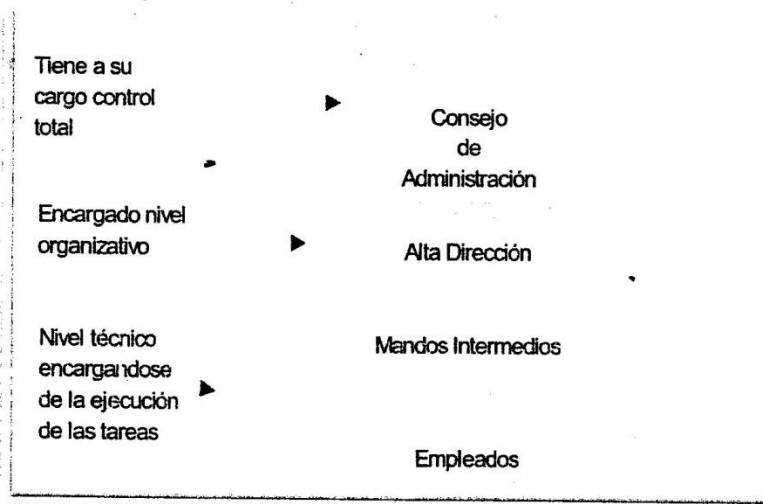 Tiene a su
cargo control
total
Consejo
de
Administración
Encargado nivel
organizativo
Alta Dirección
Nivel técnico
encargandose
de la ejecución
de las tareas
Mandos Intermedios
Empleados